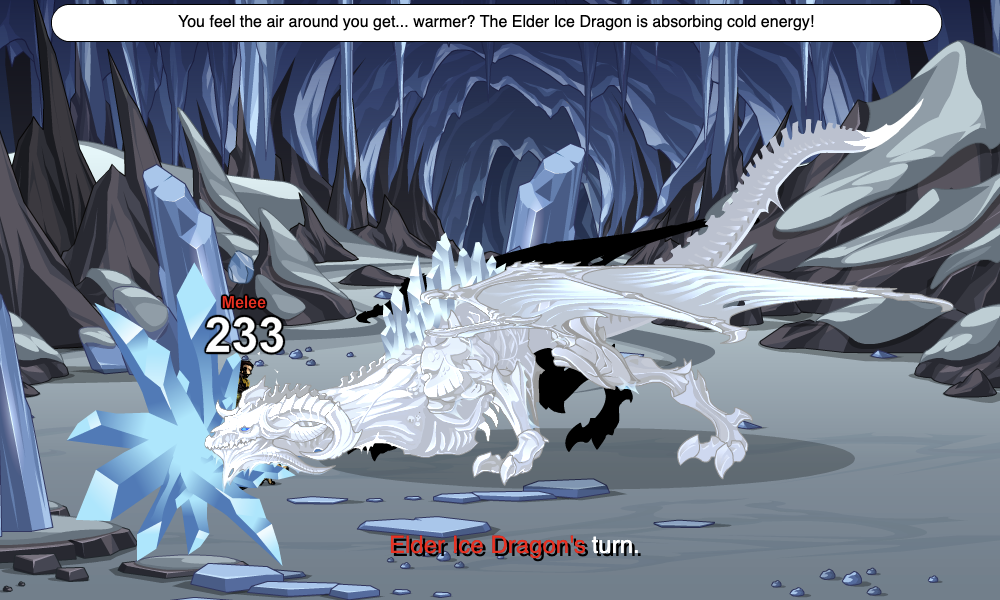 You feel the air around you get... warmer? The Elder Ice Dragon is absorbing cold energy!
Melee
233
Elder Ice Dragon's turn.